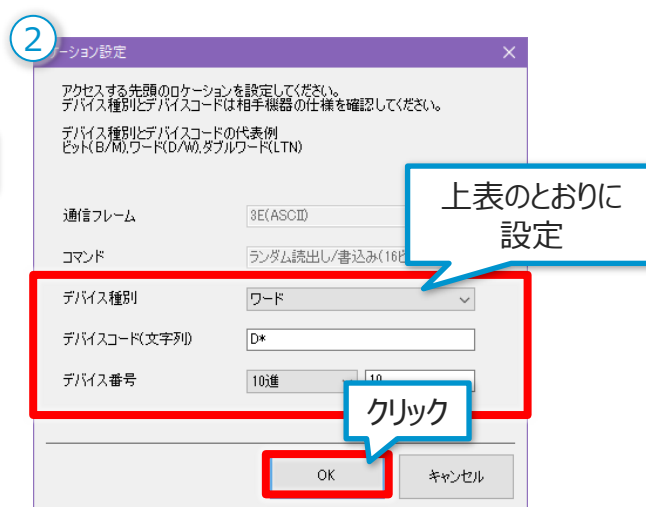 ②
ーション設定
アクセスする先頭のロケーションを設定してください。
デバイス種別とデバイスコードは相手機器の仕様を確認してください。
デバイス種別とデバイスコードの代表例
ビット(B/M),ワード(D/W),ダブルワード(LTN)
上表のとおりに
設定
通信フレーム 3E(ASCII)
コマンド ランダム読出し/書込み(16
デバイス種別 ワード
デバイスコード(文字列) D*
デバイス番号 10進 10
クリック
OK キャンセル